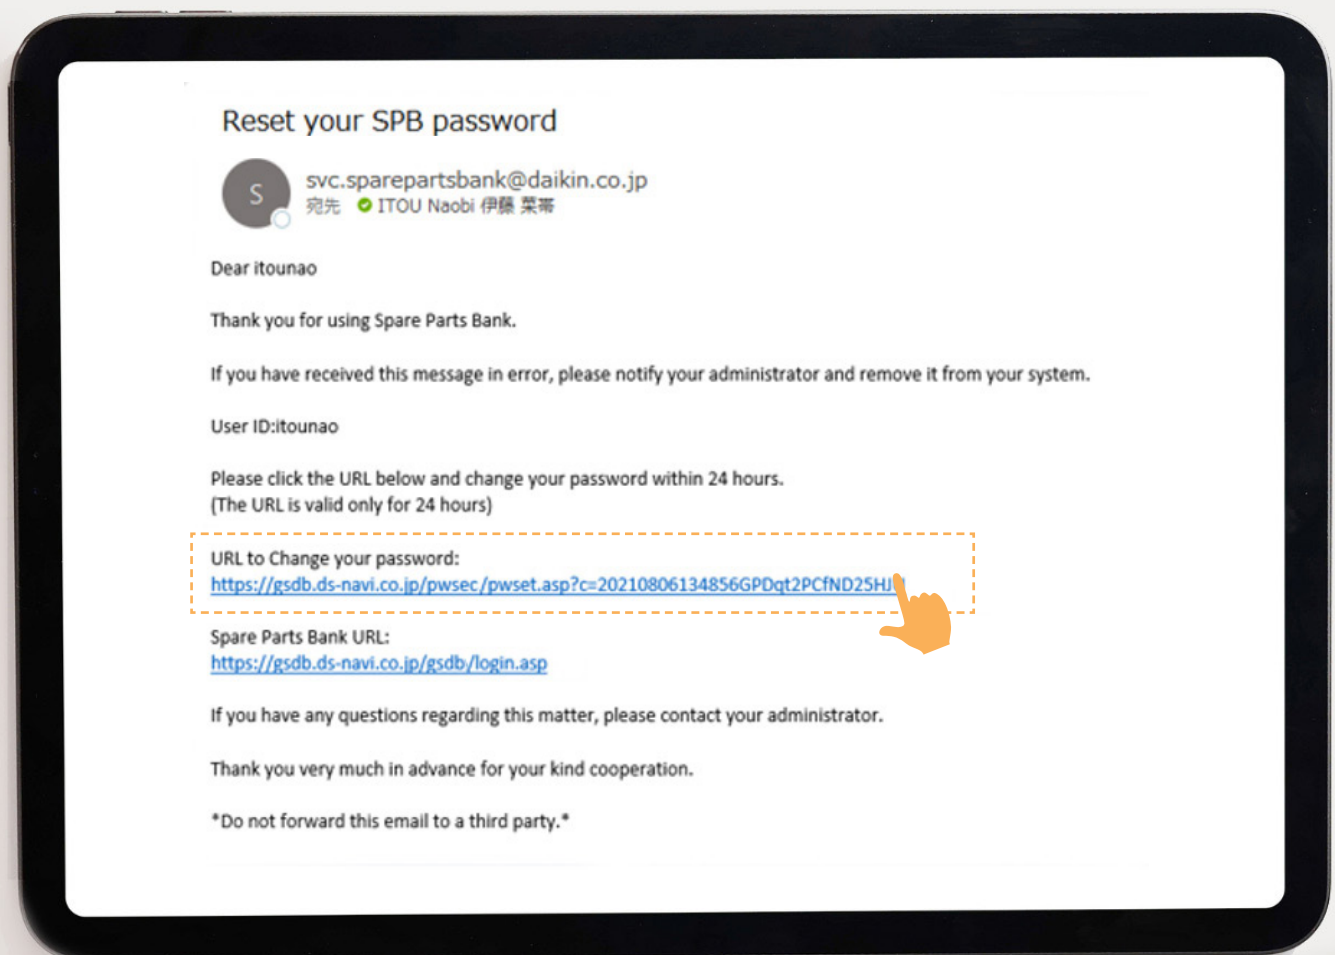 Reset your SPB password
S
svc.sparepartsbank@daikin.co.jp
宛先 ITOU Naobi 伊藤 菜帯
Dear itounao
Thank you for using Spare Parts Bank.
If you have received this message in error, please notify your administrator and remove it from your system.
User ID:itounao
Please click the URL below and change your password within 24 hours.
(The URL is valid only for 24 hours)
URL to Change your password:
https://gsdb.ds-navi.co.jp/pwsec/pwset.asp?c=20210806134856GPDqt2PCfND25HJ
Spare Parts Bank URL:
https://gsdb.ds-navi.co.jp/gsdb/login.asp
If you have any questions regarding this matter, please contact your administrator.
Thank you very much in advance for your kind cooperation.
*Do not forward this email to a third party.*